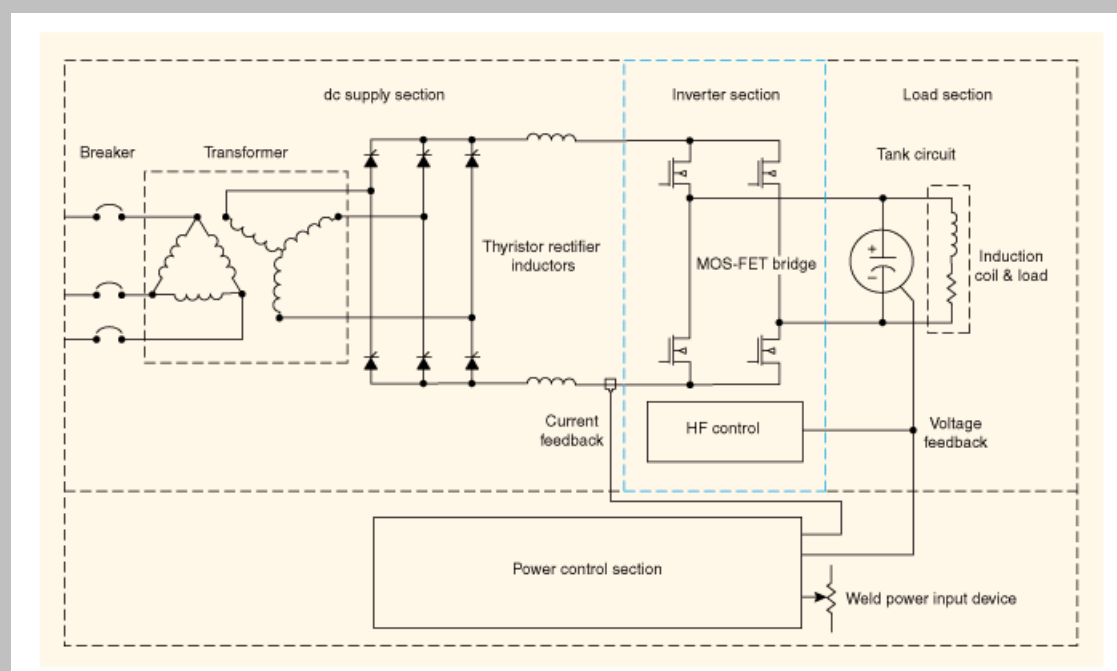 dc supply section
Inverter section
Load section
Breaker
Transformer
Tank circuit
Thyristor rectifier
inductors
MOS-FET bridge
+
−
Induction
coil & load
Current
feedback
HF control
Voltage
feedback
Power control section
Weld power input device